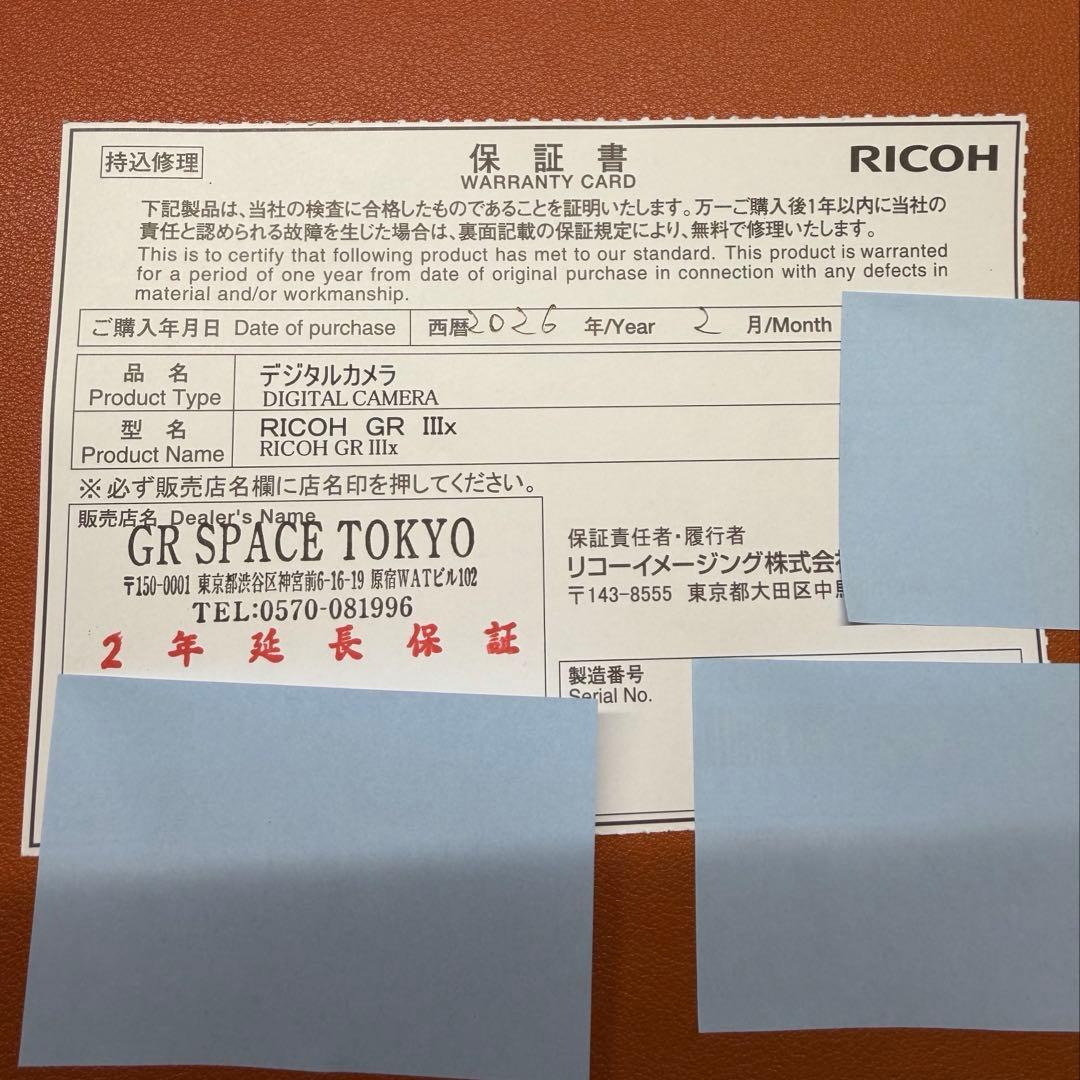 持込修理
保証書
WARRANTY CARD
RICOH
下記製品は、当社の検査に合格したものであることを証明いたします。万一ご購入後1年以内に当社の
責任と認められる故障を生じた場合は、裏面記載の保証規定により、無料で修理いたします。
This is to certify that following product has met to our standard. This product is warranted
for a period of one year from date of original purchase in connection with any defects in
material and/or workmanship.
ご購入年月日 Date of purchase 西暦2026 年/Year 2 月/Month
品名 デジタルカメラ
Product Type DIGITAL CAMERA
型名 RICOH GR IIIx
Product Name RICOH GR IIIx
※必ず販売店名欄に店名印を押してください。
販売店名 Dealer's Name
GR SPACE TOKYO
〒150-0001 東京都渋谷区神宮前6-16-19 原宿WATビル102
TEL:0570-081996
2年延長保証
保証責任者・履行者
リコーイメージング株式会
〒143-8555 東京都大田区中
製造番号
Serial No.